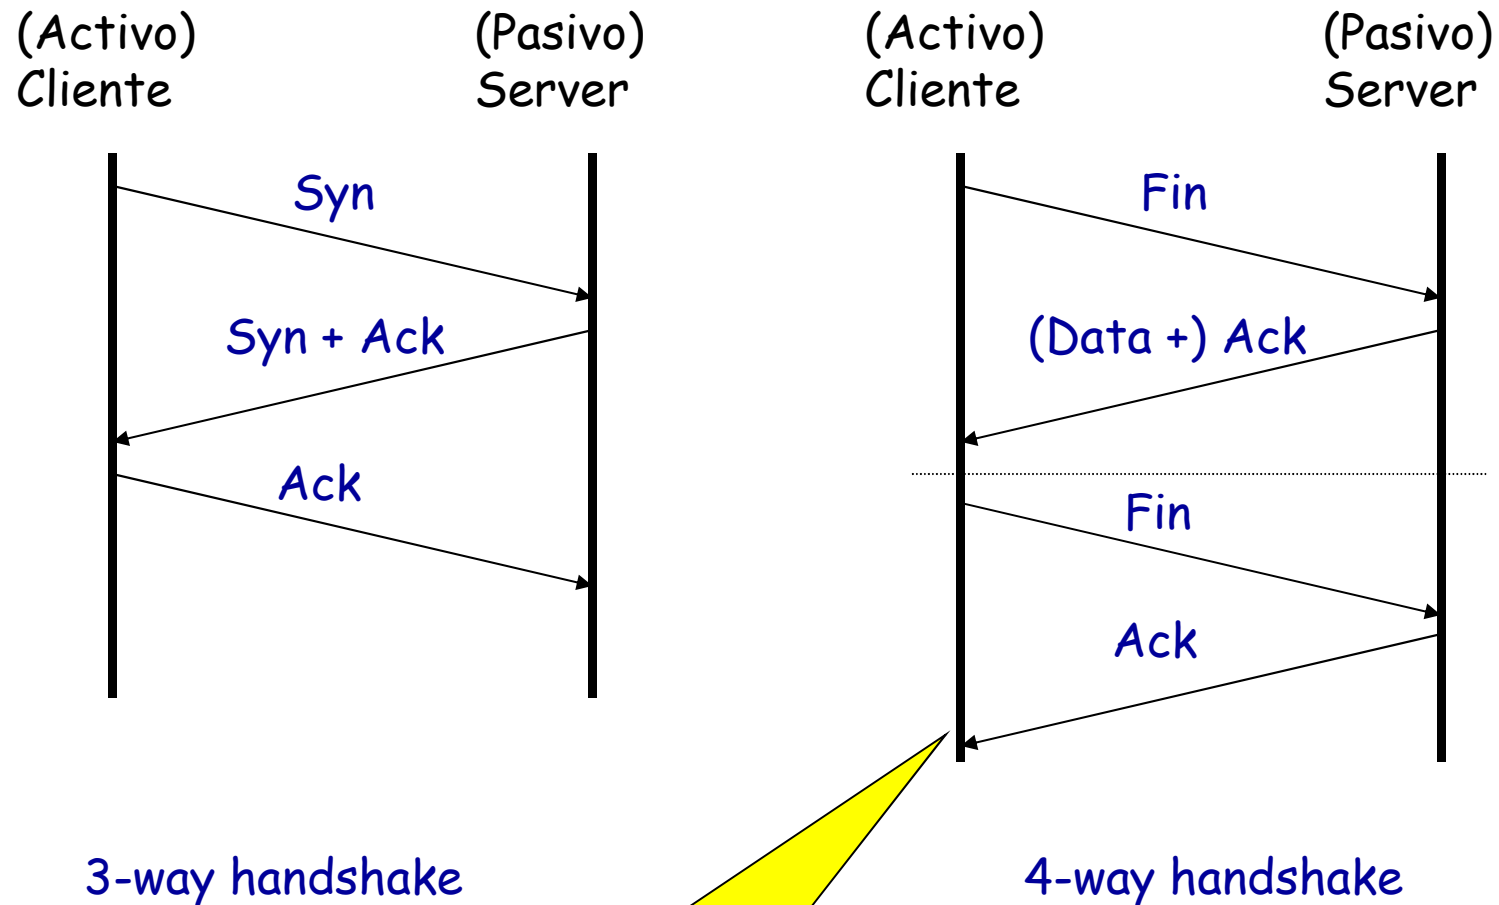 (Activo)
Cliente
(Pasivo)
Server
Syn
Syn + Ack
Ack
3-way handshake
(Activo)
Cliente
(Pasivo)
Server
Fin
(Data +) Ack
Fin
Ack
4-way handshake